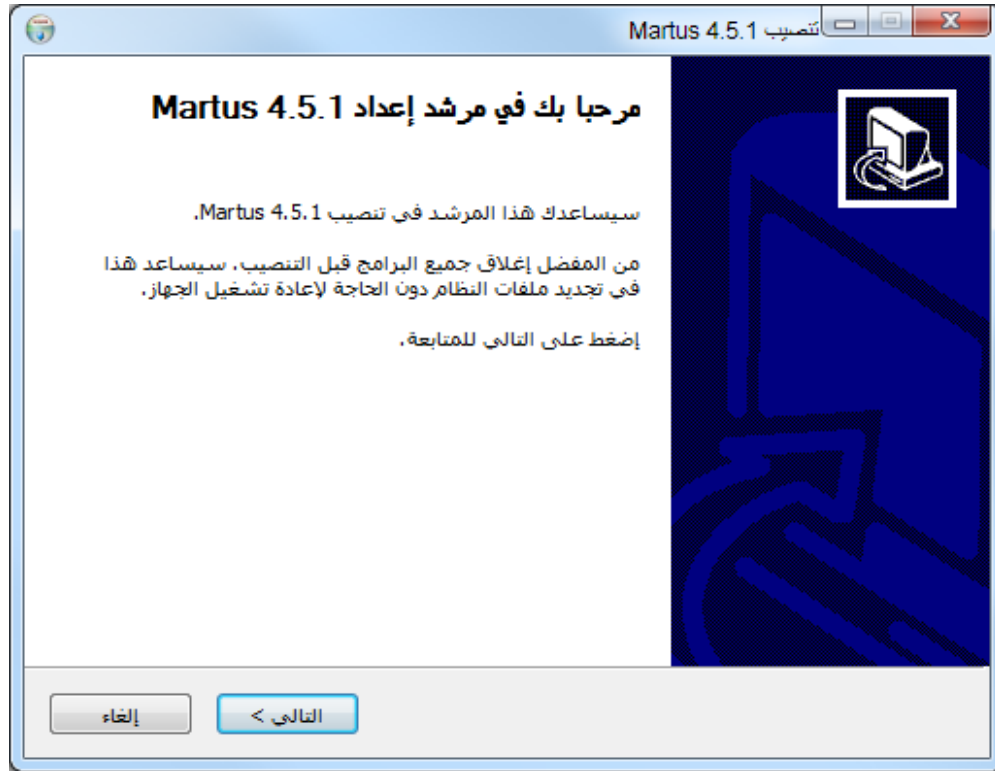 تنصيب Martus 4.5.1
مرحبا بك في مرشد إعداد Martus 4.5.1
سيساعدك هذا المرشد في تنصيب Martus 4.5.1.
من المفضل إغلاق جميع البرامج قبل التنصيب. سيساعد هذا
في تجديد ملفات النظام دون الحاجة لإعادة تشغيل الجهاز.
إضغط على التالي للمتابعة.
التالي >
إلغاء